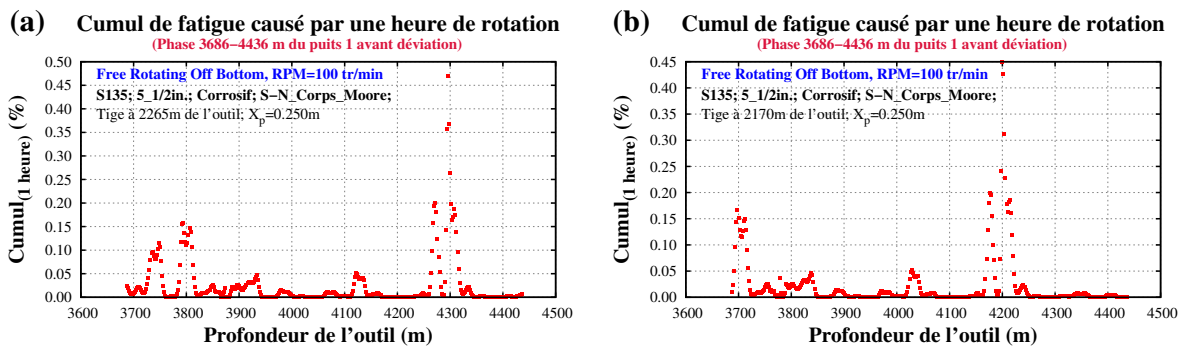 (a) Cumul de fatigue causé par une heure de rotation
(Phase 3686−4436 m du puits 1 avant déviation)
Free Rotating Off Bottom, RPM=100 tr/min
S135; 5_1/2in.; Corrosif; S−N_Corps_Moore;
Tige à 2265m de l'outil; Xp=0.250m
Cumul(1 heure) (%)
0.50
0.45
0.40
0.35
0.30
0.25
0.20
0.15
0.10
0.05
0.00
3600 3700 3800 3900 4000 4100 4200 4300 4400 4500
Profondeur de l'outil (m)
(b) Cumul de fatigue causé par une heure de rotation
(Phase 3686−4436 m du puits 1 avant déviation)
Free Rotating Off Bottom, RPM=100 tr/min
S135; 5_1/2in.; Corrosif; S−N_Corps_Moore;
Tige à 2170m de l'outil; Xp=0.250m
Cumul(1 heure) (%)
0.45
0.40
0.35
0.30
0.25
0.20
0.15
0.10
0.05
0.00
3600 3700 3800 3900 4000 4100 4200 4300 4400 4500
Profondeur de l'outil (m)